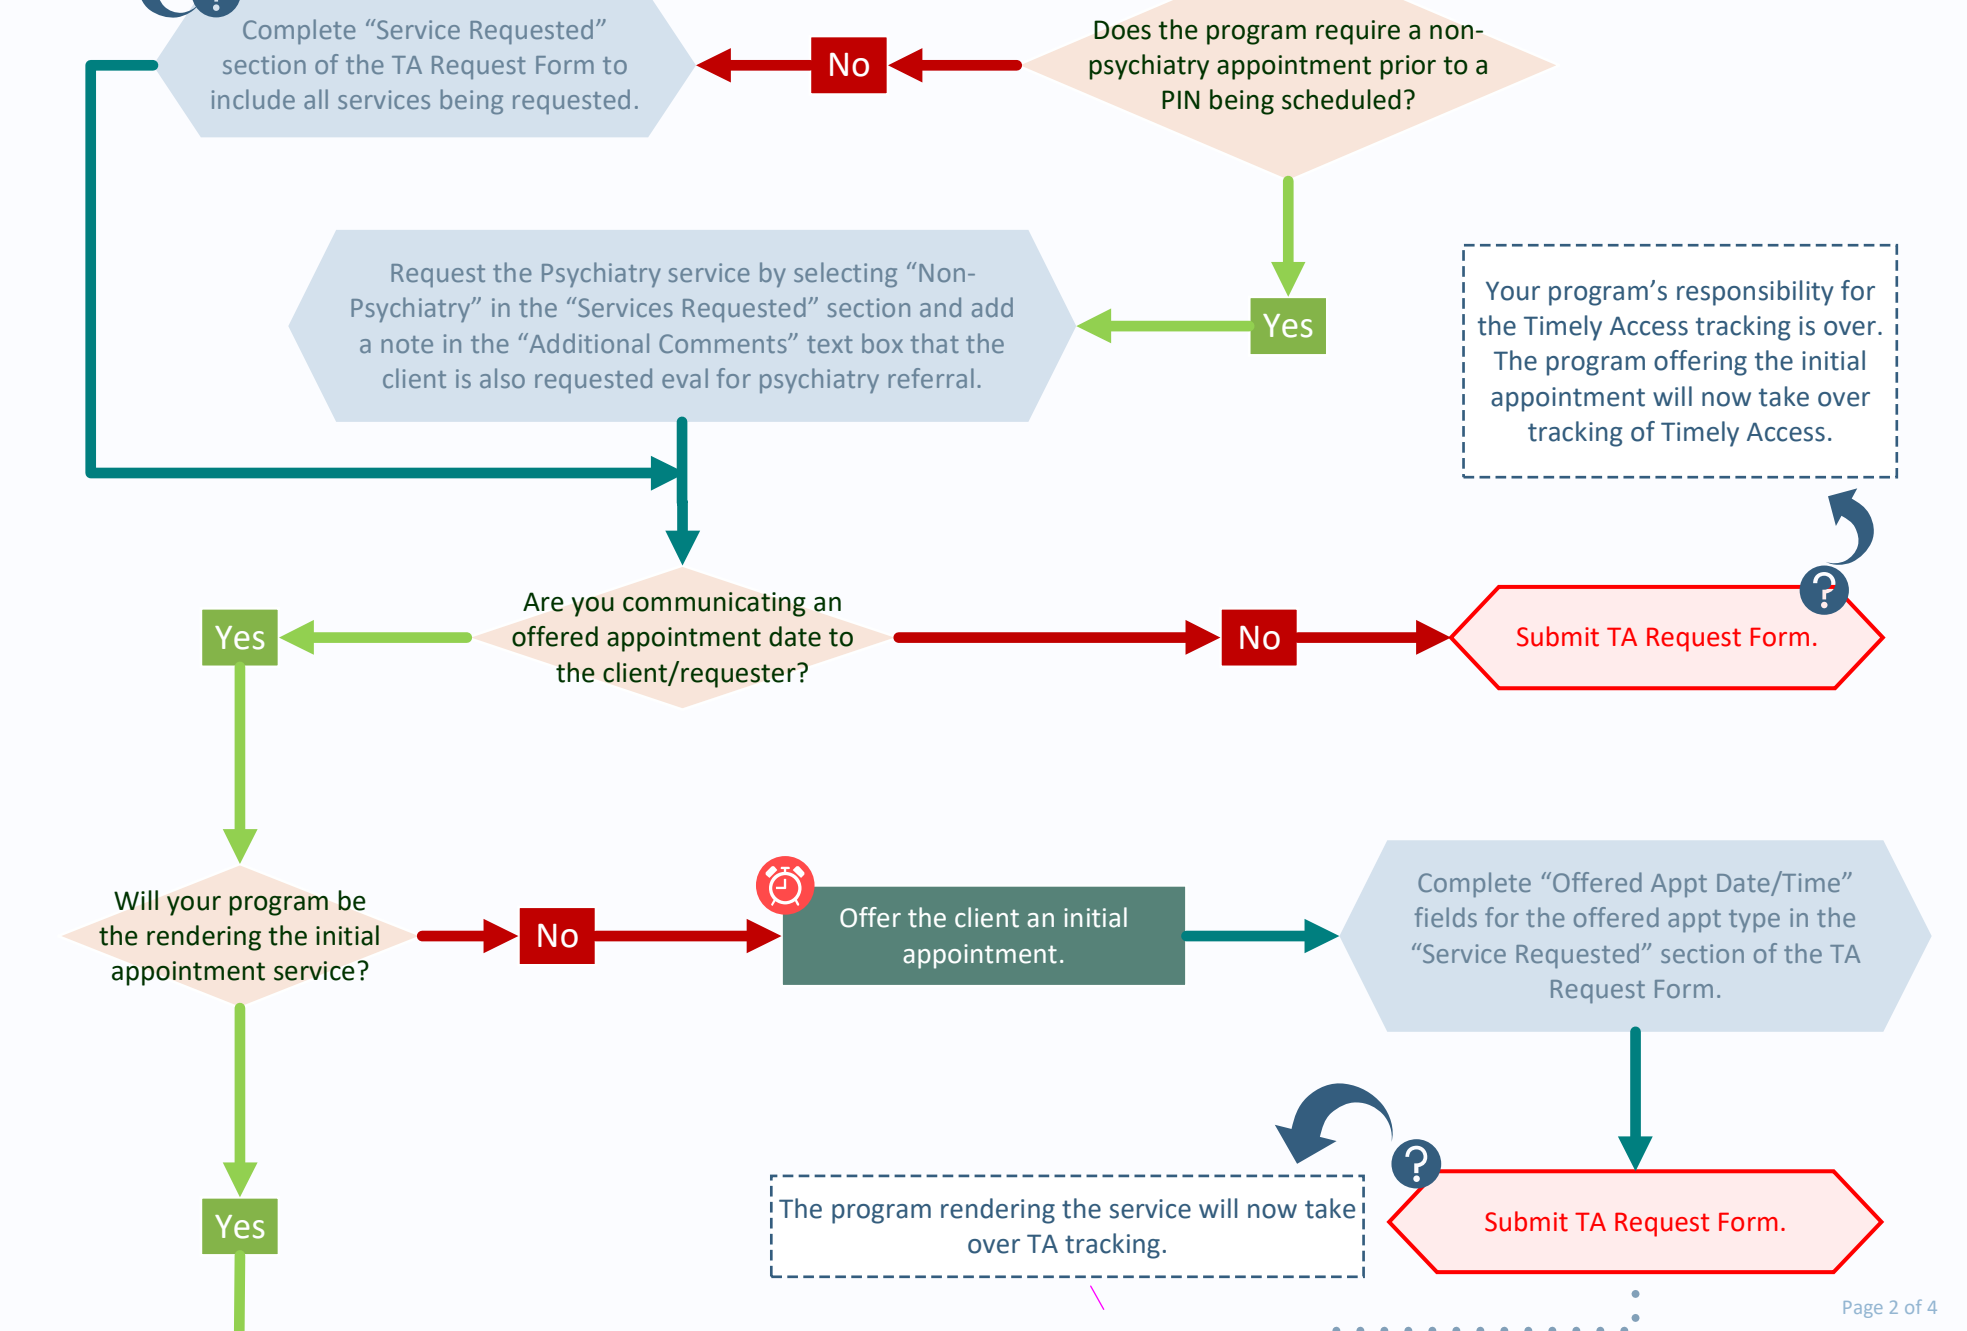 Complete “Service Requested”
section of the TA Request Form to
include all services being requested.
No
Does the program require a non-
psychiatry appointment prior to a
PIN being scheduled?
Request the Psychiatry service by selecting “Non-
Psychiatry” in the “Services Requested” section and add
a note in the “Additional Comments” text box that the
client is also requested eval for psychiatry referral.
Yes
Your program’s responsibility for
the Timely Access tracking is over.
The program offering the initial
appointment will now take over
tracking of Timely Access.
Yes
Are you communicating an
offered appointment date to
the client/requester?
No
?
Submit TA Request Form.
Will your program be
the rendering the initial
appointment service?
No
Offer the client an initial
appointment.
Complete “Offered Appt Date/Time”
fields for the offered appt type in the
“Service Requested” section of the TA
Request Form.
Yes
The program rendering the service will now take
over TA tracking.
?
Submit TA Request Form.
Page 2 of 4